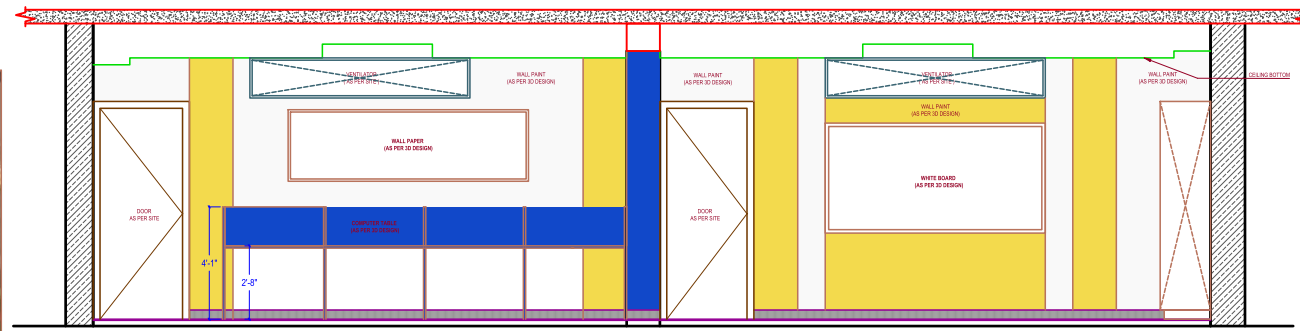 VENTILATOR
(AS PER SITE )
WALL PAINT
(AS PER 3D DESIGN)
WALL PAINT
(AS PER 3D DESIGN)
VENTILATOR
(AS PER SITE )
WALL PAINT
(AS PER 3D DESIGN)
CEILING BOTTOM
WALL PAINT
(AS PER 3D DESIGN)
WALL PAPER
(AS PER 3D DESIGN)
WHITE BOARD
(AS PER 3D DESIGN)
DOOR
AS PER SITE
COMPUTER TABLE
(AS PER 3D DESIGN)
DOOR
AS PER SITE
4'-1"
2'-8"